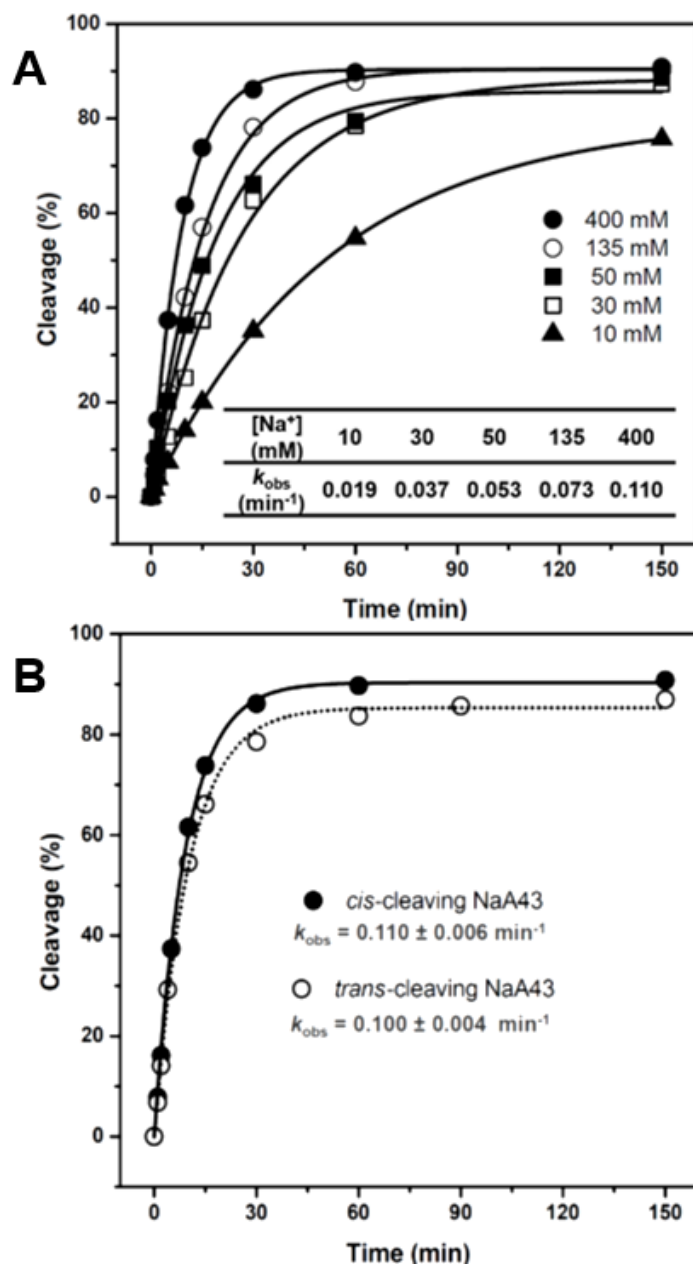 A
100
80
60
40
20
0
Cleavage (%)
400 mM
135 mM
50 mM
30 mM
10 mM
[Na⁺] (mM) 10 30 50 135 400
k_obs (min⁻¹) 0.019 0.037 0.053 0.073 0.110
0 30 60 90 120 150
Time (min)
B
100
80
60
40
20
0
Cleavage (%)
cis-cleaving NaA43
k_obs = 0.110 ± 0.006 min⁻¹
trans-cleaving NaA43
k_obs = 0.100 ± 0.004 min⁻¹
0 30 60 90 120 150
Time (min)